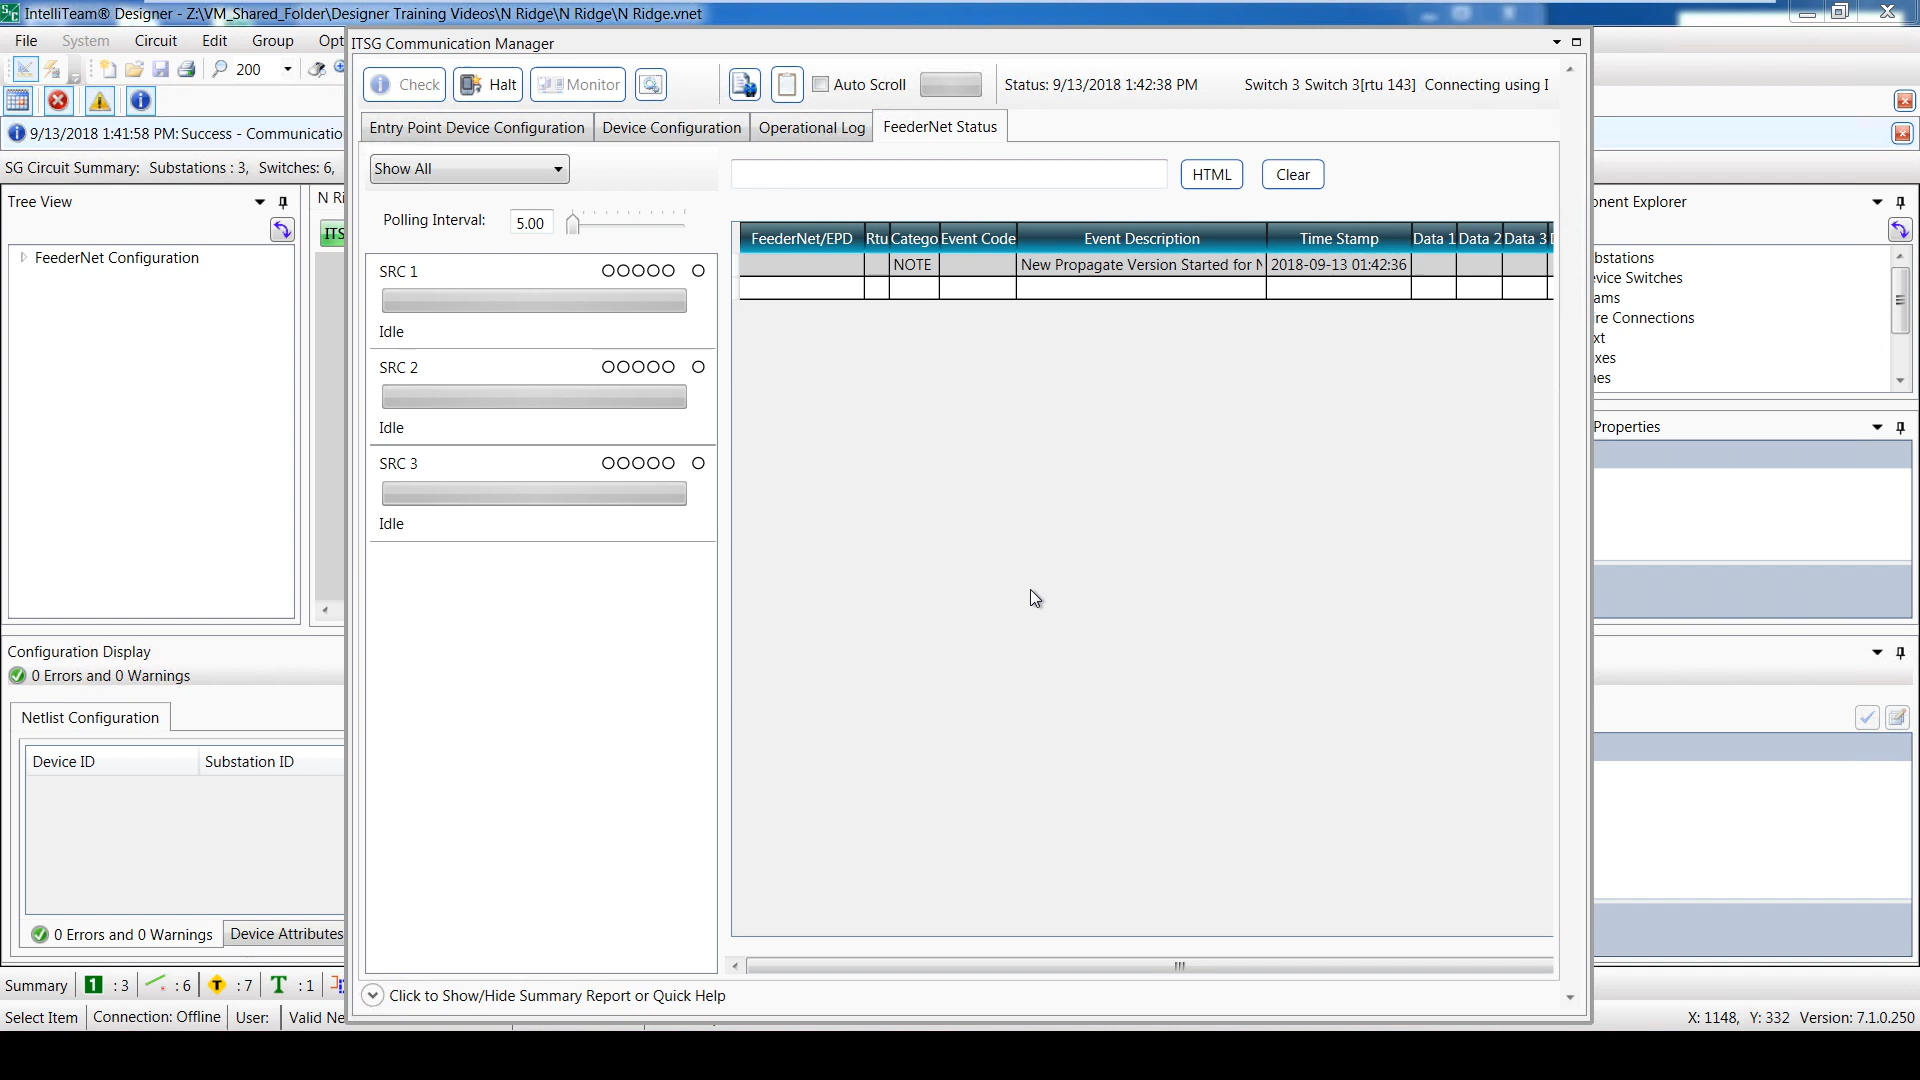 IntelliTeam® Designer - Z:\VM_Shared_Folder\Designer Training Videos\N Ridge\N Ridge\N Ridge.vnet
File System Circuit Edit Group Opt
200
9/13/2018 1:41:58 PM: Success - Communicatio
SG Circuit Summary: Substations : 3, Switches: 6,
Tree View
FeederNet Configuration
N Ri
ITS
ITSG Communication Manager
Check Halt Monitor Auto Scroll Status: 9/13/2018 1:42:38 PM Switch 3 Switch 3[rtu 143] Connecting using I
Entry Point Device Configuration Device Configuration Operational Log FeederNet Status
Show All
HTML Clear
Polling Interval: 5.00
SRC 1
Idle
SRC 2
Idle
SRC 3
Idle
FeederNet/EPD Rtu Catego Event Code Event Description Time Stamp Data 1 Data 2 Data 3
NOTE New Propagate Version Started for N 2018-09-13 01:42:36
Click to Show/Hide Summary Report or Quick Help
onent Explorer
bstations
evice Switches
ams
re Connections
xt
xes
nes
Properties
Configuration Display
0 Errors and 0 Warnings
Netlist Configuration
Device ID Substation ID
0 Errors and 0 Warnings Device Attributes
Summary 1 : 3 : 6 T : 7 T : 1
Select Item Connection: Offline User: Valid Ne
X: 1148, Y: 332 Version: 7.1.0.250